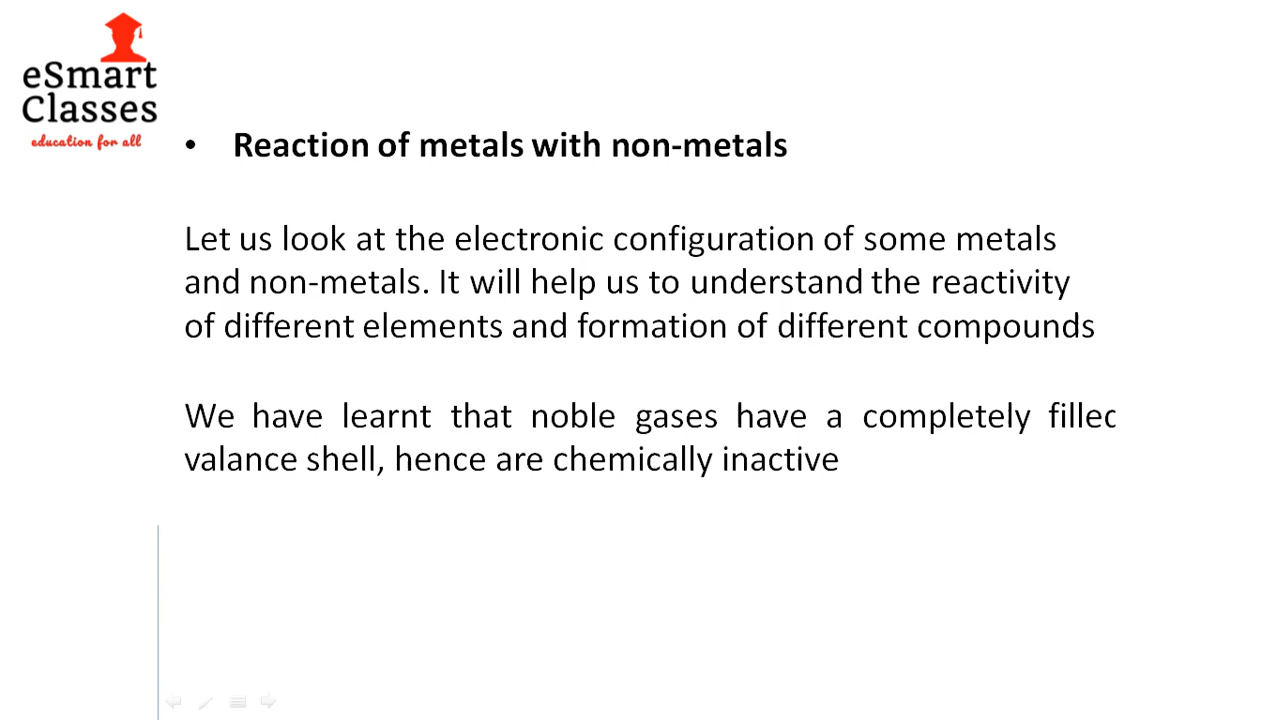 eSmart
Classes
education for all
• Reaction of metals with non-metals
Let us look at the electronic configuration of some metals
and non-metals. It will help us to understand the reactivity
of different elements and formation of different compounds
We have learnt that noble gases have a completely filled
valance shell, hence are chemically inactive